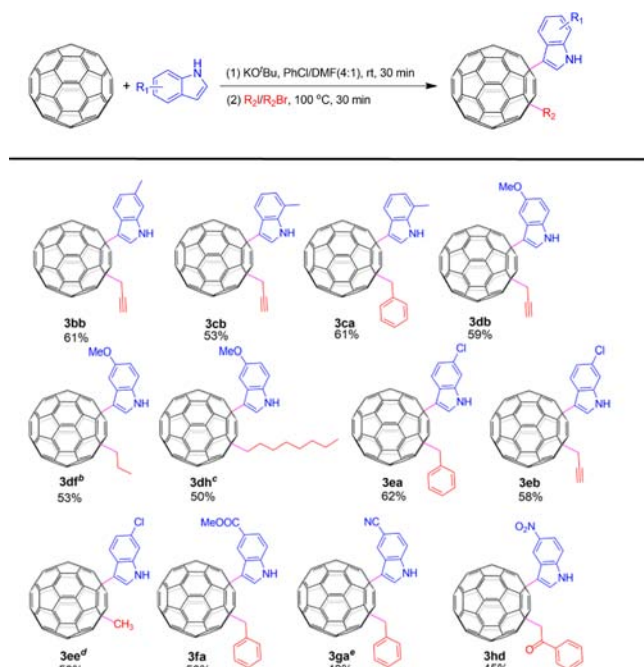 R₁
H
N
R₁
+
(1) KOᵗBu, PhCl/DMF(4:1), rt, 30 min
(2) R₂I/R₂Br, 100 °C, 30 min
NH
R₂
NH
NH
NH
MeO
NH
3bb
61%
3cb
53%
3ca
61%
3db
59%
MeO
NH
MeO
NH
Cl
NH
Cl
NH
3dfᵇ
53%
3dhᶜ
50%
3ea
62%
3eb
58%
Cl
NH
CH₃
MeOOC
NH
NC
NH
O₂N
NH
O
3eeᵈ
3fa
3gaᵉ
3hd